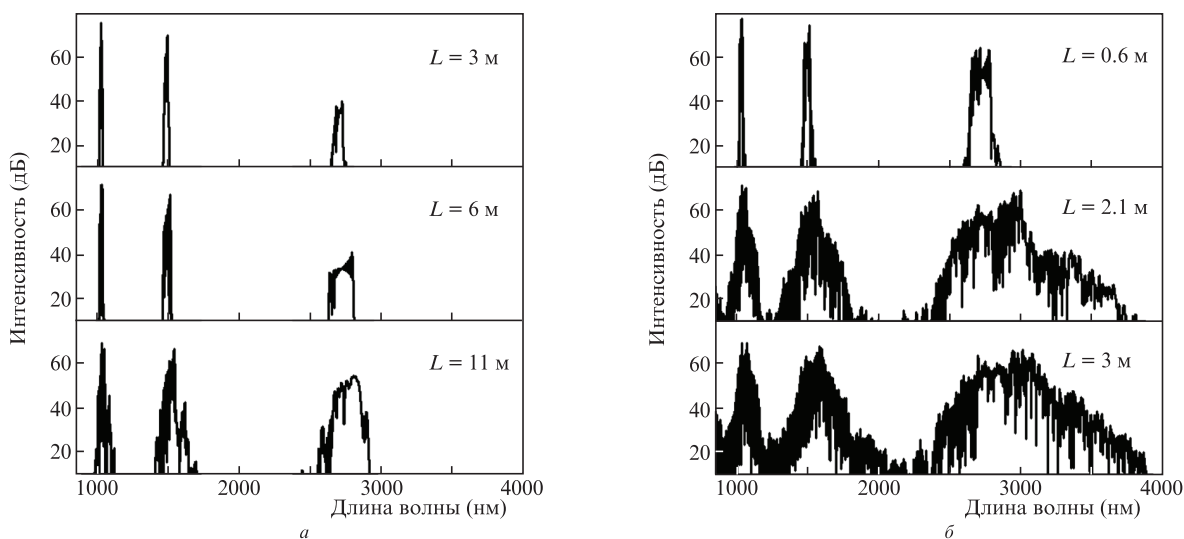 Интенсивность (дБ)
60
40
20
L = 3 м
60
40
20
L = 6 м
60
40
20
L = 11 м
1000
2000
3000
4000
Длина волны (нм)
а
Интенсивность (дБ)
60
40
20
L = 0.6 м
60
40
20
L = 2.1 м
60
40
20
L = 3 м
1000
2000
3000
4000
Длина волны (нм)
б